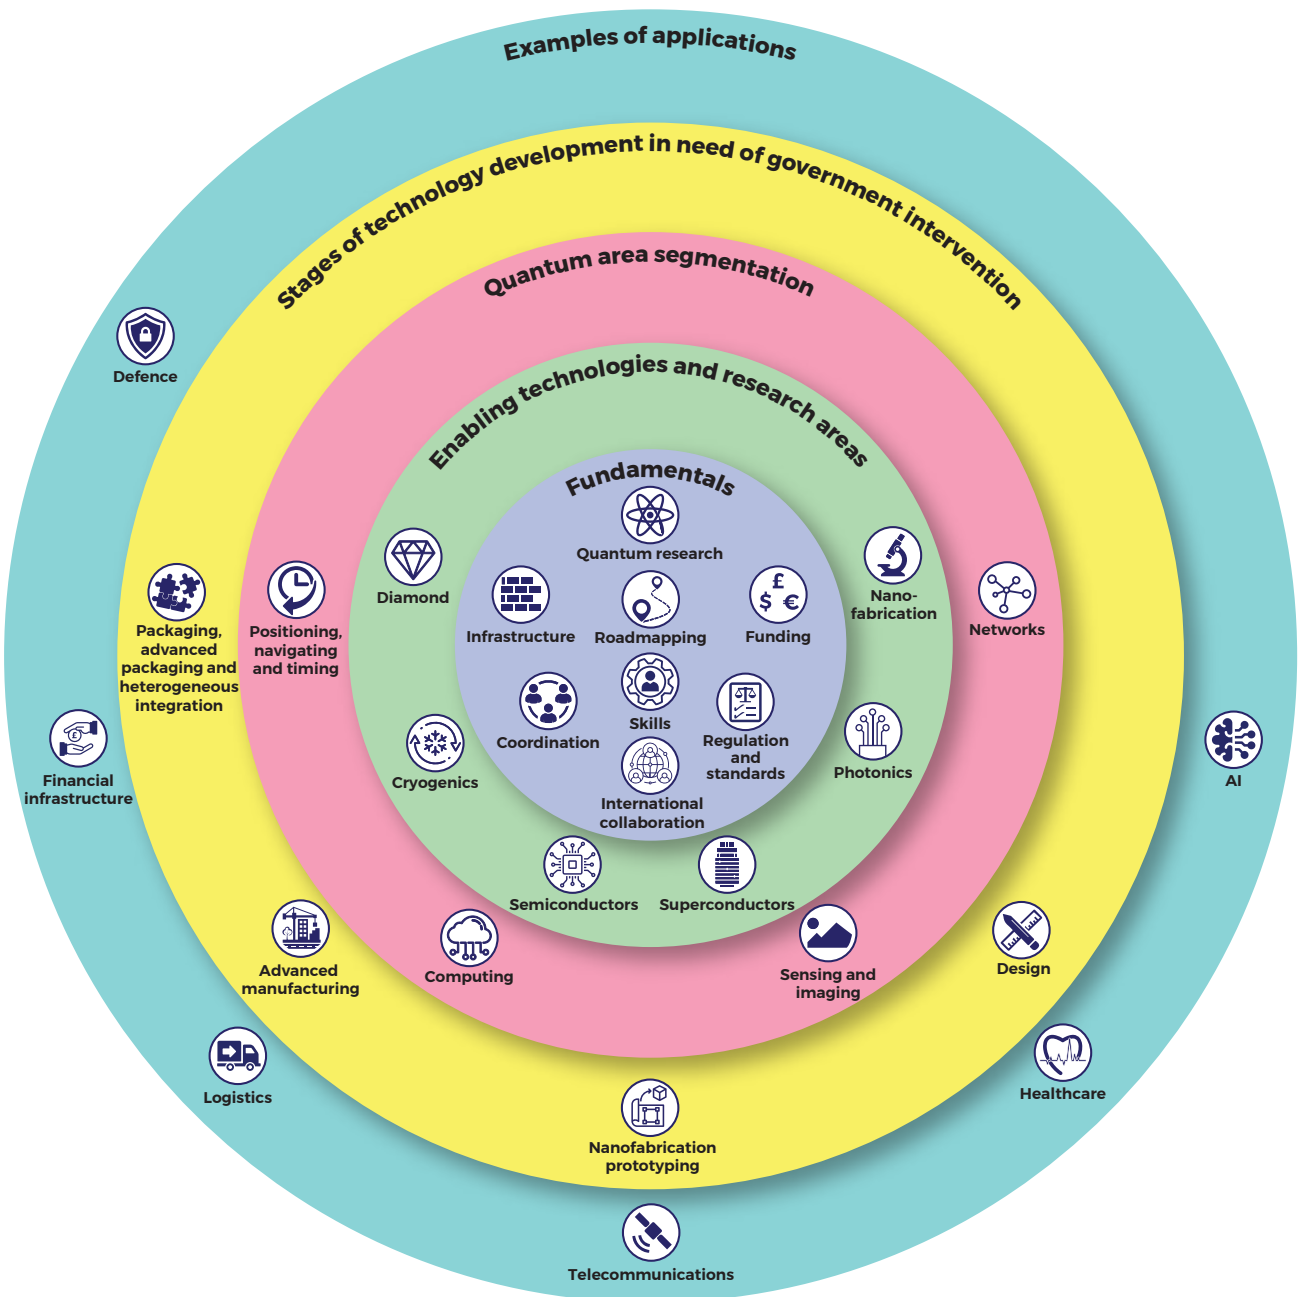 Examples of applications
Stages of technology development in need of government intervention
Quantum area segmentation
Enabling technologies and research areas
Fundamentals
Quantum research
Infrastructure
Roadmapping
£
$ €
Funding
Coordination
Skills
Regulation
and
standards
International
collaboration
Diamond
Nano-
fabrication
Cryogenics
Photonics
Semiconductors
Superconductors
Positioning,
navigating
and timing
Networks
Computing
Sensing and
imaging
Packaging,
advanced
packaging and
heterogeneous
integration
Advanced
manufacturing
Design
Nanofabrication
prototyping
Defence
£
Financial
infrastructure
AI
Logistics
Healthcare
Telecommunications